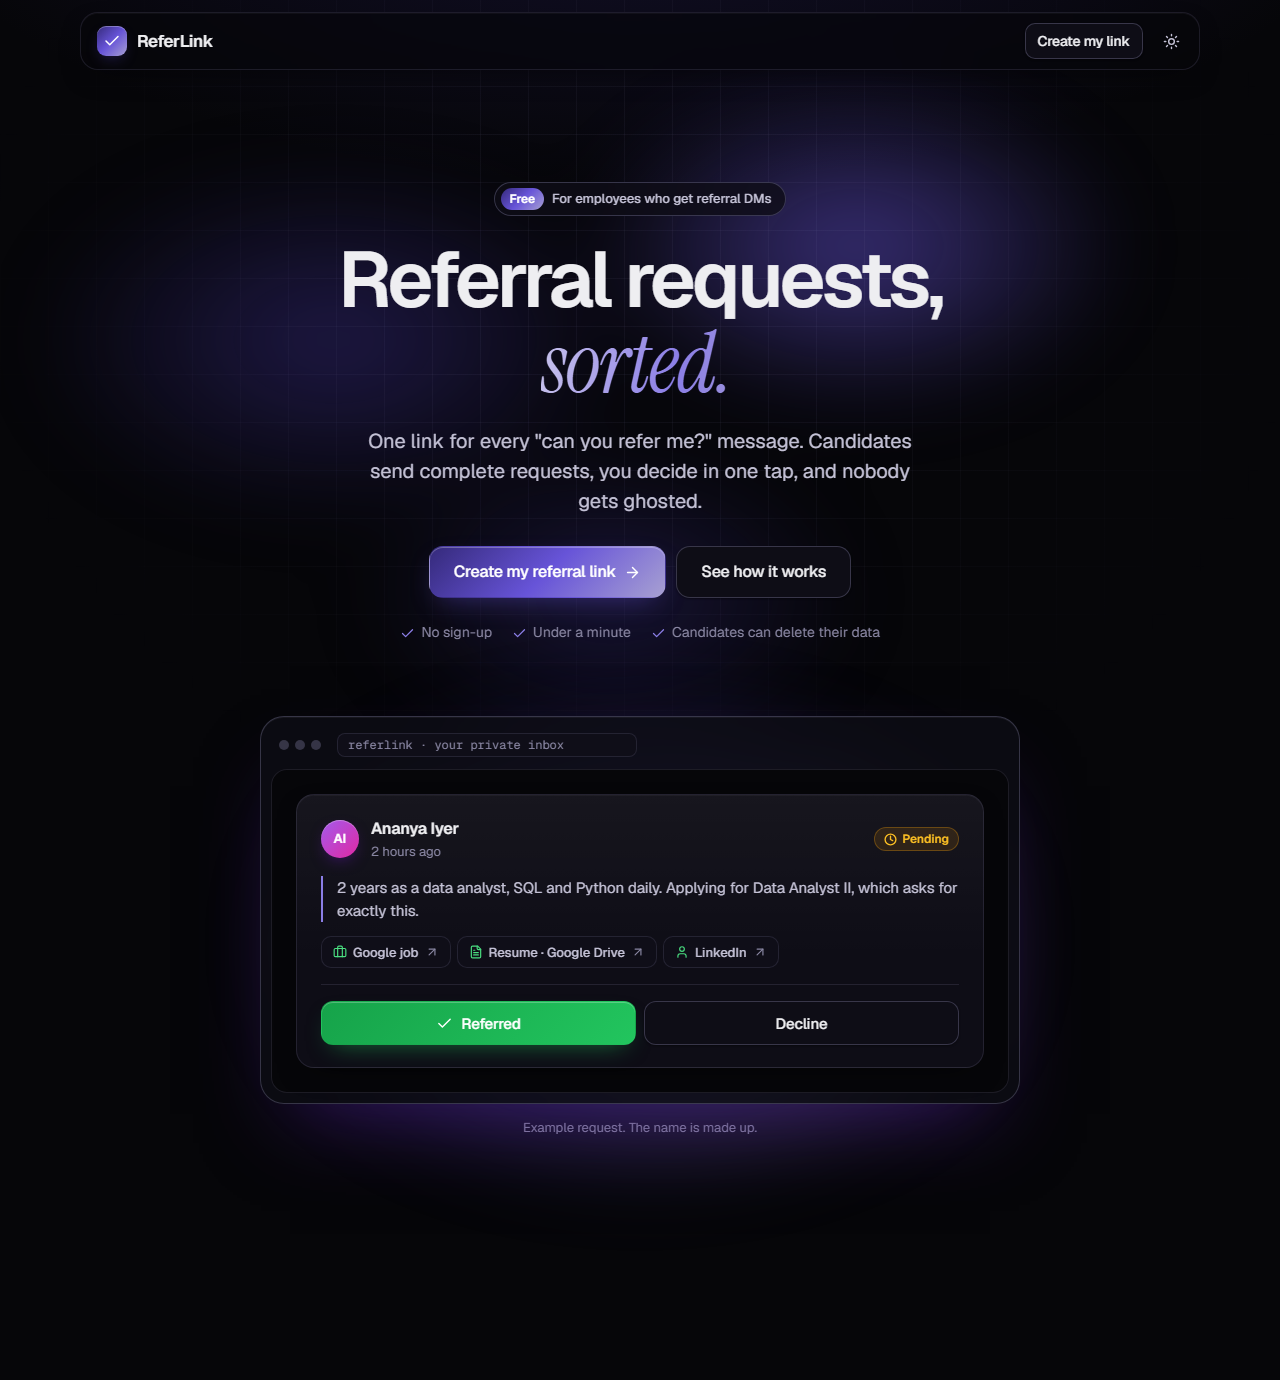 ReferLink
Create my link
Free For employees who get referral DMs
Referral requests,
sorted.
One link for every "can you refer me?" message. Candidates
send complete requests, you decide in one tap, and nobody
gets ghosted.
Create my referral link
See how it works
No sign-up
Under a minute
Candidates can delete their data
referlink · your private inbox
AI
Ananya Iyer
2 hours ago
Pending
2 years as a data analyst, SQL and Python daily. Applying for Data Analyst II, which asks for
exactly this.
Google job
Resume · Google Drive
LinkedIn
Referred
Decline
Example request. The name is made up.